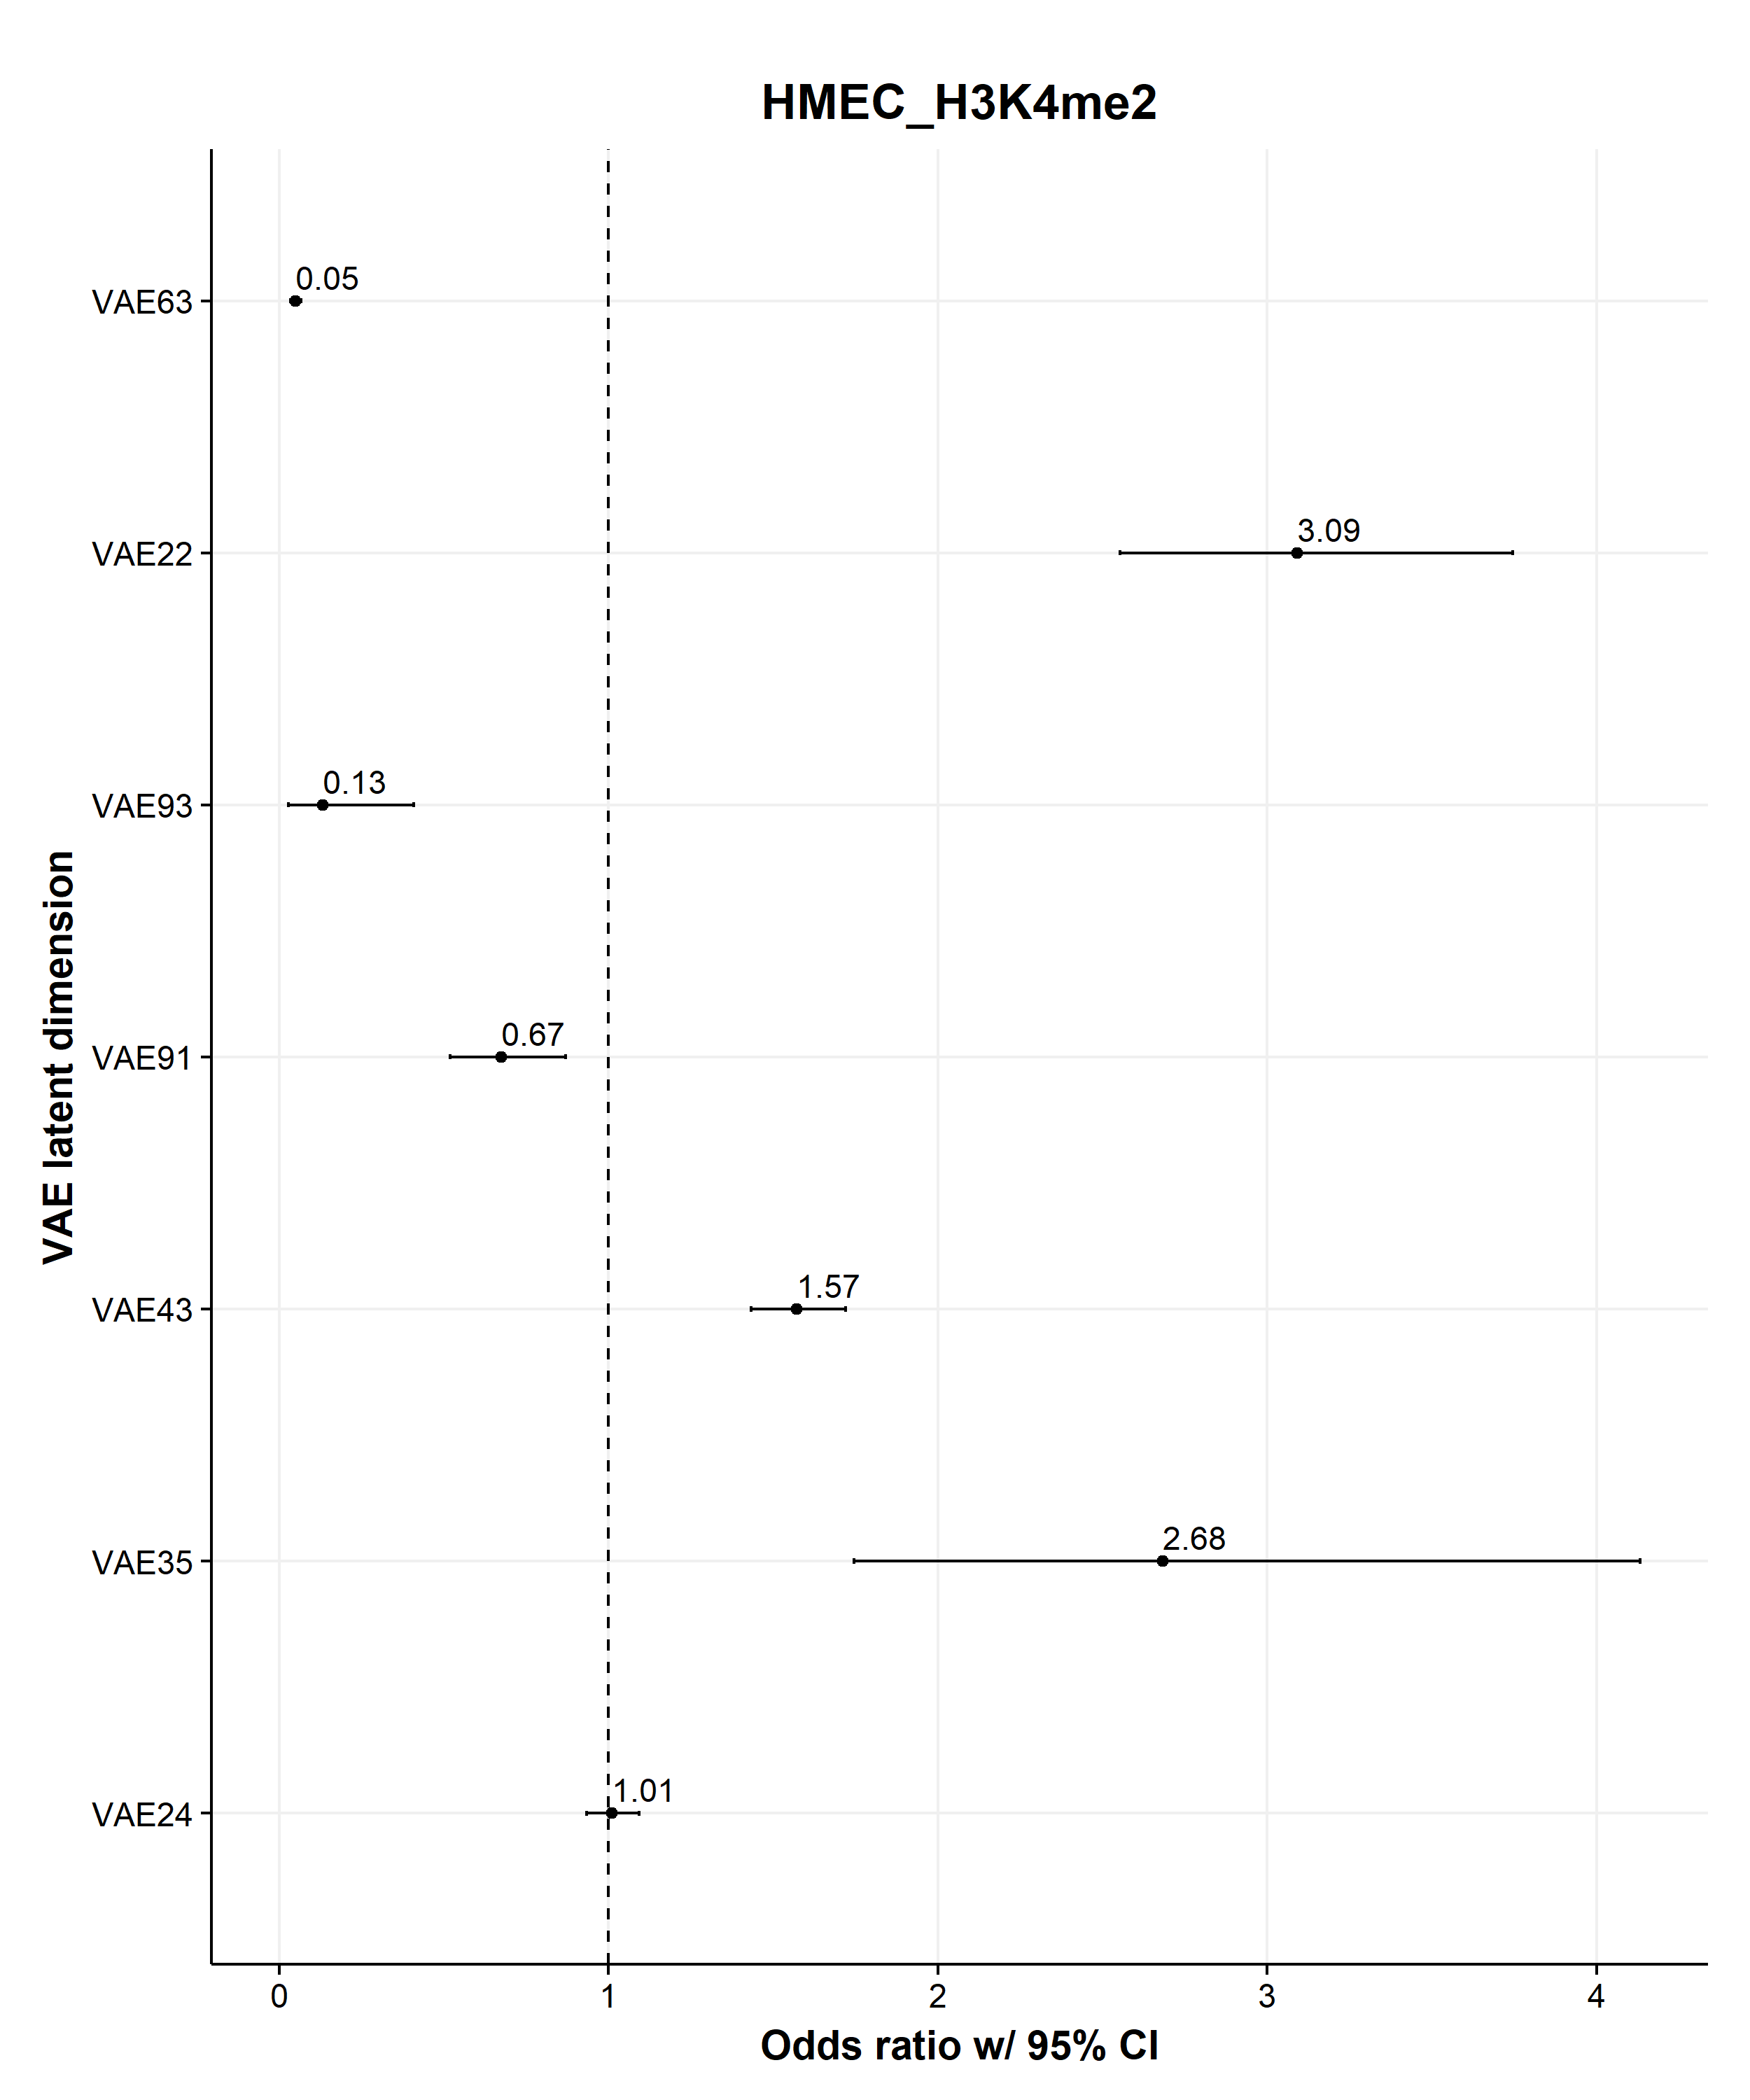 HMEC_H3K4me2
VAE latent dimension
VAE63
0.05
VAE22
3.09
VAE93
0.13
VAE91
0.67
VAE43
1.57
VAE35
2.68
VAE24
1.01
0 1 2 3 4
Odds ratio w/ 95% CI